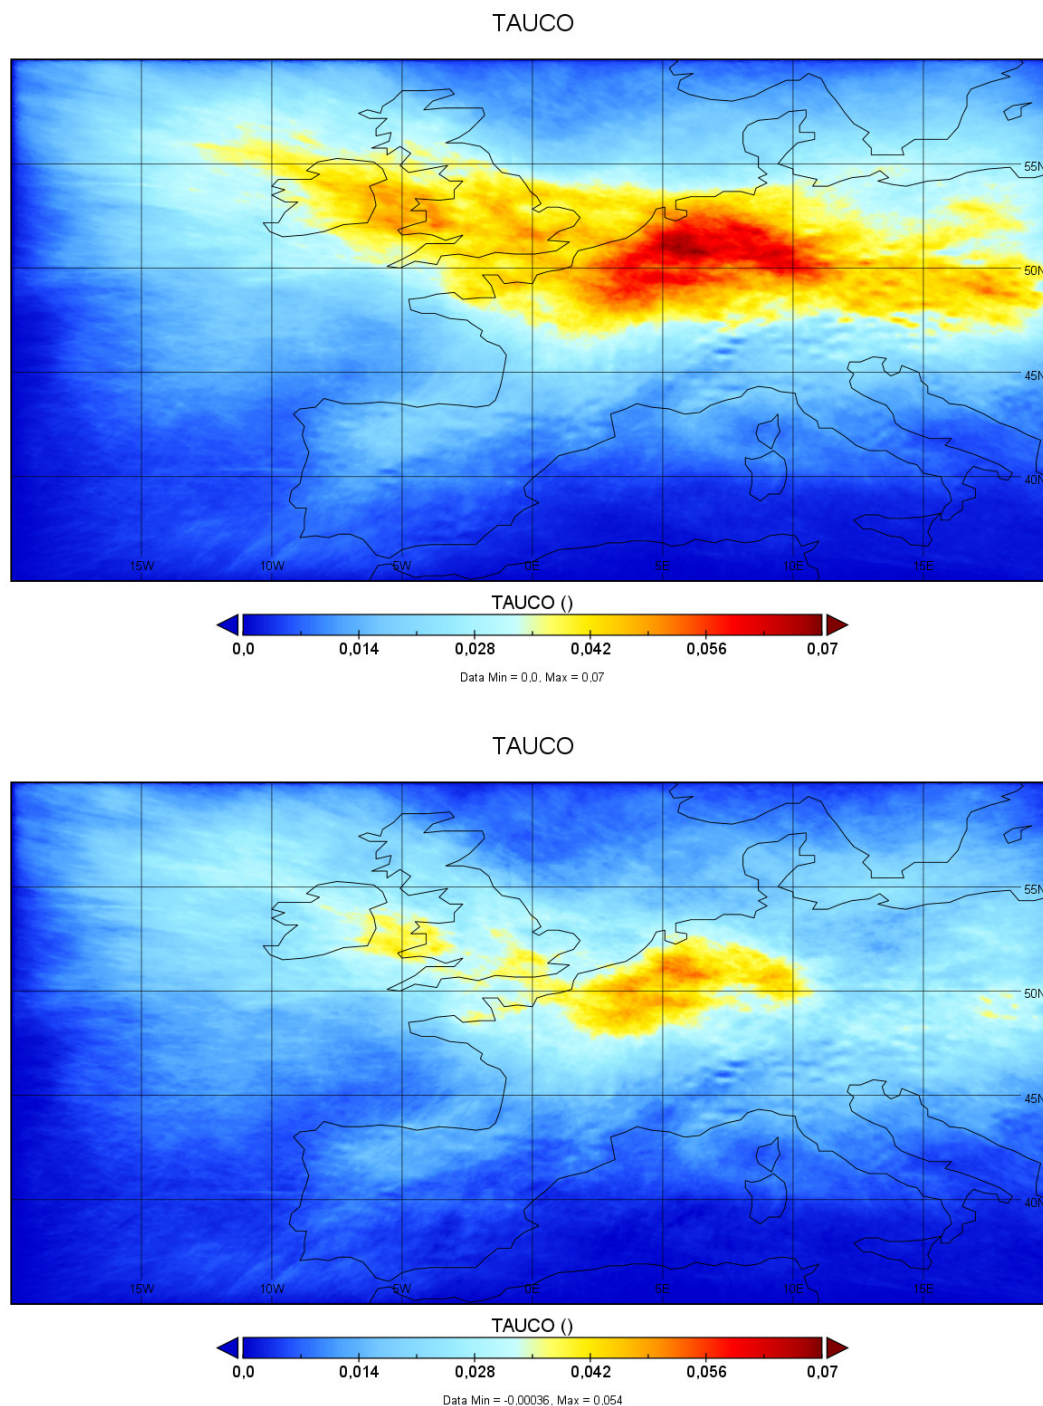 TAUCO
55N
50N
45N
40N
15W 10W 5W 0E 5E 10E 15E
TAUCO ()
0,0 0,014 0,028 0,042 0,056 0,07
Data Min = 0,0, Max = 0,07
TAUCO
55N
50N
45N
40N
15W 10W 5W 0E 5E 10E 15E
TAUCO ()
0,0 0,014 0,028 0,042 0,056 0,07
Data Min = -0,00036, Max = 0,054